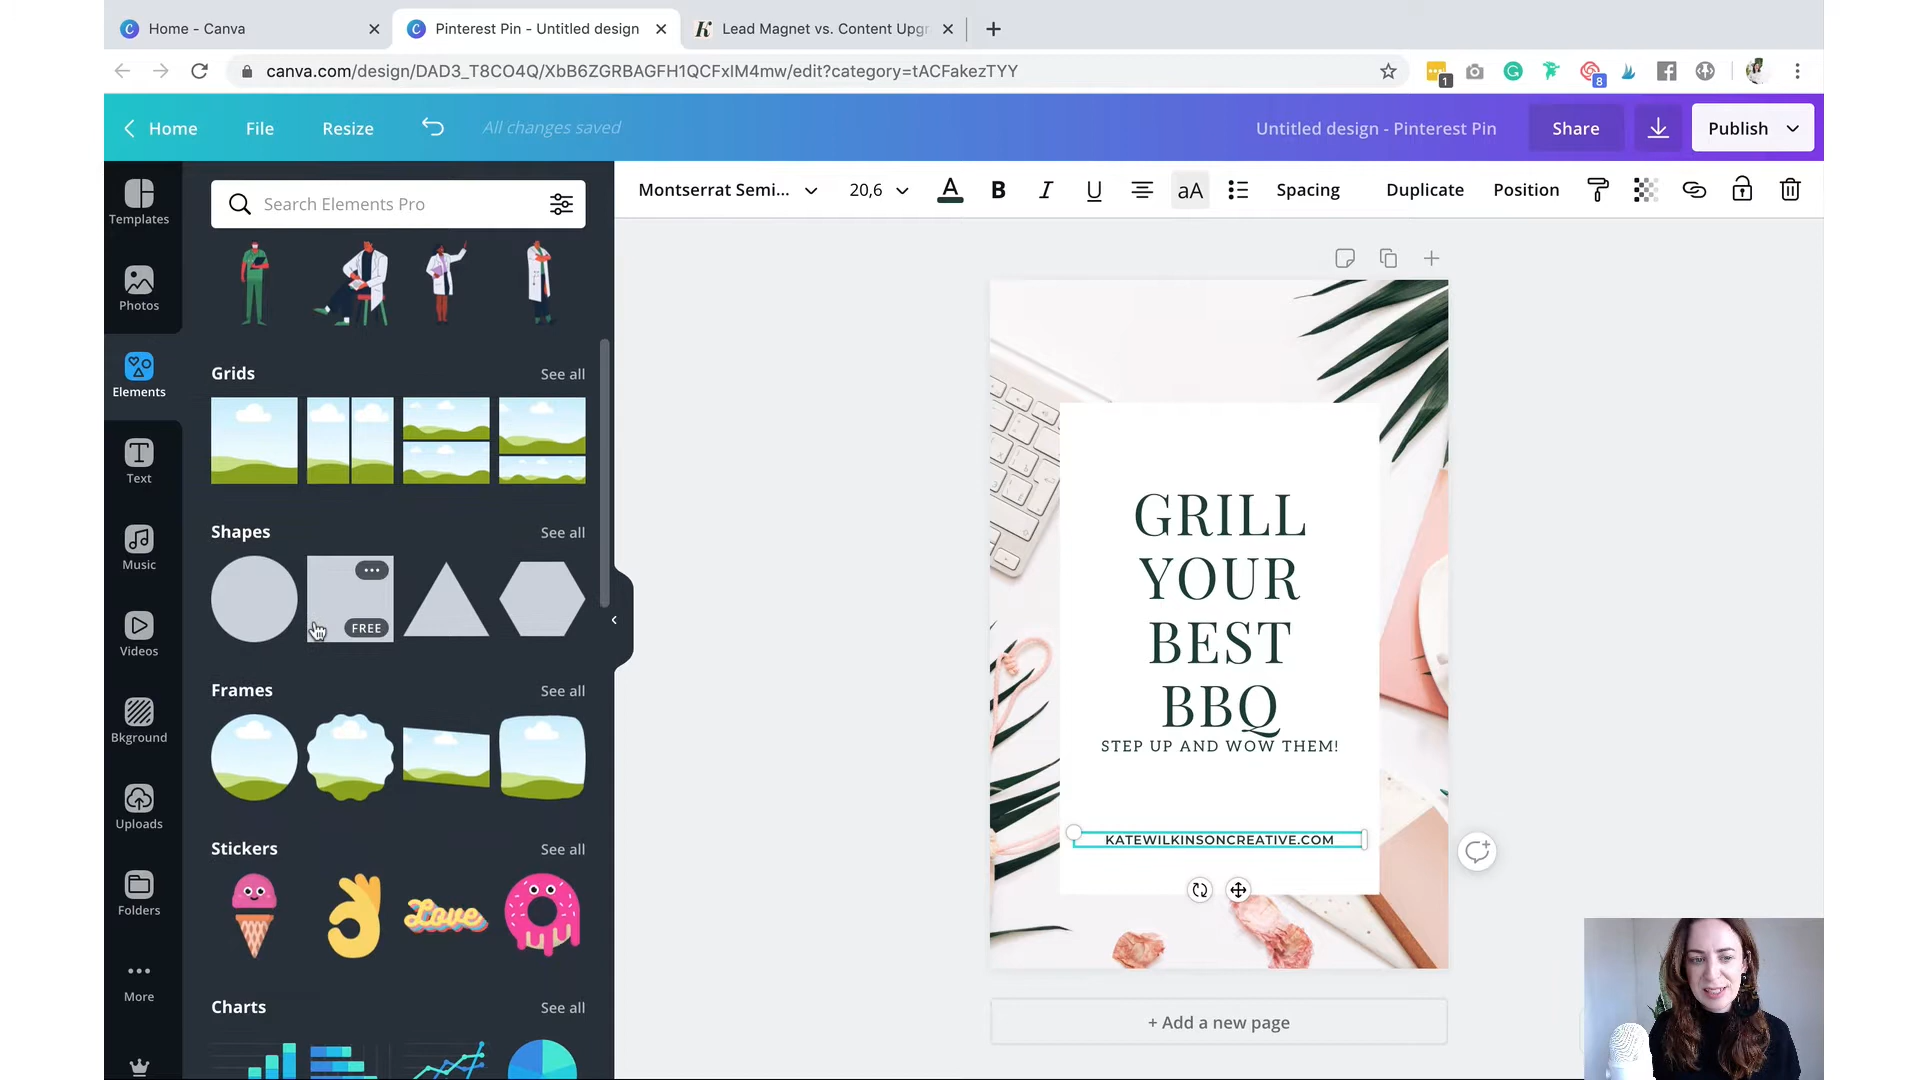 Home - Canva
Pinterest Pin - Untitled design
Lead Magnet vs. Content Upgr
canva.com/design/DAD3_T8CO4Q/XbB6ZGRBAGFH1QCFxIM4mw/edit?category=tACFakezTYY
1
8
Home
File
Resize
All changes saved
Untitled design - Pinterest Pin
Share
Publish
Templates
Photos
Elements
Text
Music
Videos
Bkground
Uploads
Folders
More
Search Elements Pro
Montserrat Semi...
20,6
A
B
I
U
aA
Spacing
Duplicate
Position
Grids
See all
Shapes
See all
FREE
Frames
See all
Stickers
See all
Love
Charts
See all
GRILL
YOUR
BEST
BBQ
STEP UP AND WOW THEM!
KATEWILKINSONCREATIVE.COM
+ Add a new page